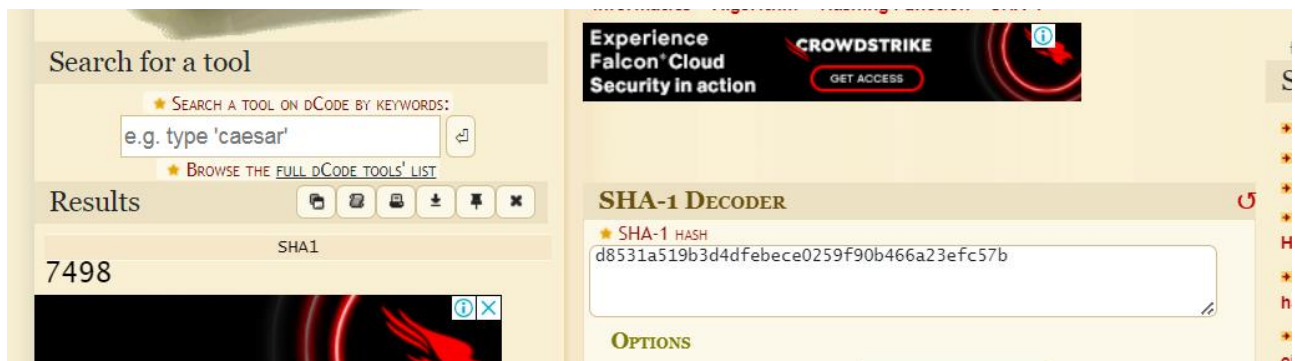 Search for a tool
★ SEARCH A TOOL ON DCODE BY KEYWORDS:
e.g. type 'caesar'
★ BROWSE THE FULL DCODE TOOLS' LIST
Results
SHA1
7498
Experience
Falcon⁺Cloud
Security in action
CROWDSTRIKE
GET ACCESS
SHA-1 DECODER
★ SHA-1 HASH
d8531a519b3d4dfebece0259f90b466a23efc57b
OPTIONS